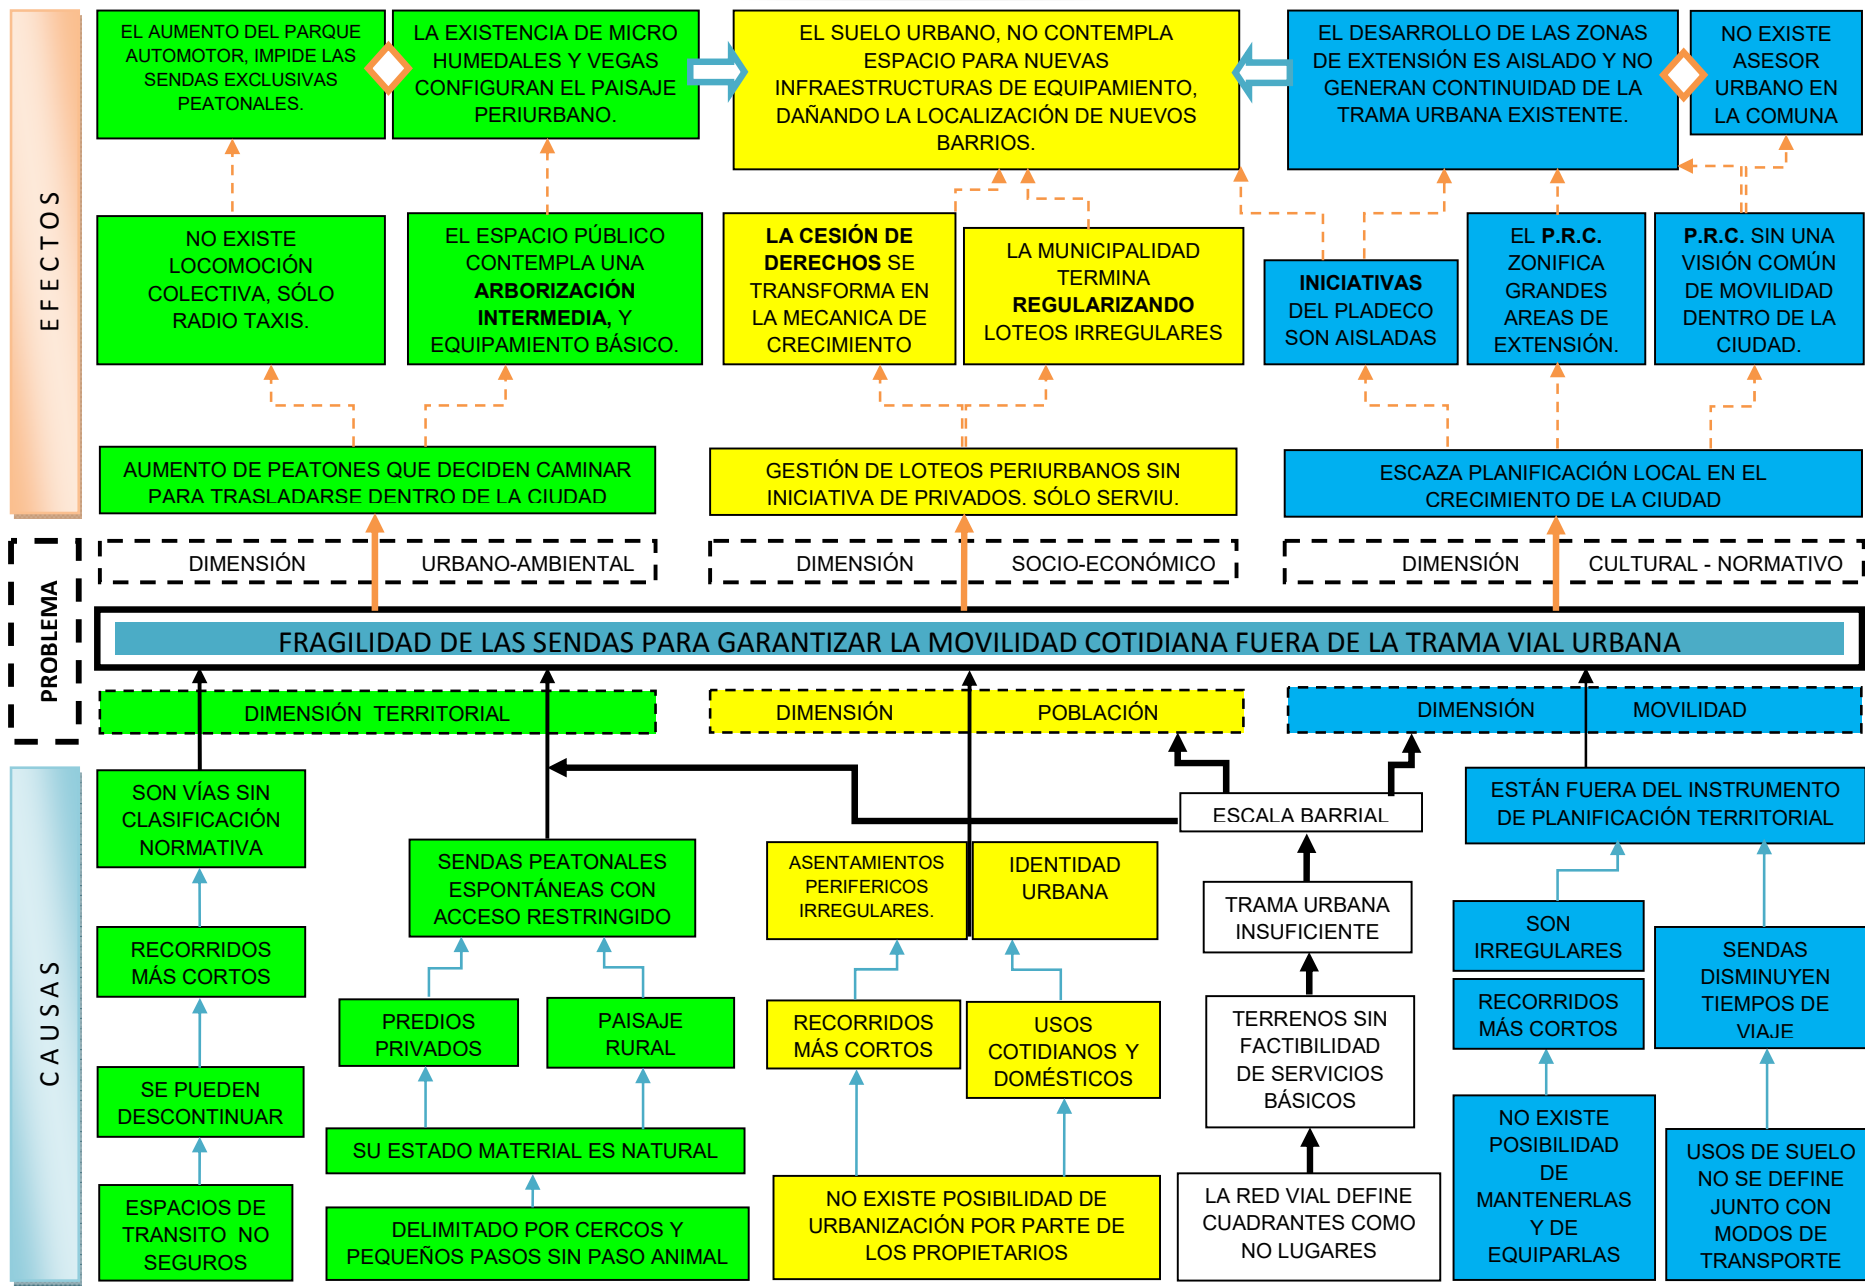 EFECTOS
EL AUMENTO DEL PARQUE
AUTOMOTOR, IMPIDE LAS
SENDAS EXCLUSIVAS
PEATONALES.
LA EXISTENCIA DE MICRO
HUMEDALES Y VEGAS
CONFIGURAN EL PAISAJE
PERIURBANO.
EL SUELO URBANO, NO CONTEMPLA
ESPACIO PARA NUEVAS
INFRAESTRUCTURAS DE EQUIPAMIENTO,
DAÑANDO LA LOCALIZACIÓN DE NUEVOS
BARRIOS.
EL DESARROLLO DE LAS ZONAS
DE EXTENSIÓN ES AISLADO Y NO
GENERAN CONTINUIDAD DE LA
TRAMA URBANA EXISTENTE.
NO EXISTE
ASESOR
URBANO EN
LA COMUNA
NO EXISTE
LOCOMOCIÓN
COLECTIVA, SÓLO
RADIO TAXIS.
EL ESPACIO PÚBLICO
CONTEMPLA UNA
ARBORIZACIÓN
INTERMEDIA, Y
EQUIPAMIENTO BÁSICO.
LA CESIÓN DE
DERECHOS SE
TRANSFORMA EN
LA MECANICA DE
CRECIMIENTO
LA MUNICIPALIDAD
TERMINA
REGULARIZANDO
LOTEOS IRREGULARES
INICIATIVAS
DEL PLADECO
SON AISLADAS
EL P.R.C.
ZONIFICA
GRANDES
AREAS DE
EXTENSIÓN.
P.R.C. SIN UNA
VISIÓN COMÚN
DE MOVILIDAD
DENTRO DE LA
CIUDAD.
AUMENTO DE PEATONES QUE DECIDEN CAMINAR
PARA TRASLADARSE DENTRO DE LA CIUDAD
GESTIÓN DE LOTEOS PERIURBANOS SIN
INICIATIVA DE PRIVADOS. SÓLO SERVIU.
ESCAZA PLANIFICACIÓN LOCAL EN EL
CRECIMIENTO DE LA CIUDAD
PROBLEMA
DIMENSIÓN URBANO-AMBIENTAL
DIMENSIÓN SOCIO-ECONÓMICO
DIMENSIÓN CULTURAL - NORMATIVO
FRAGILIDAD DE LAS SENDAS PARA GARANTIZAR LA MOVILIDAD COTIDIANA FUERA DE LA TRAMA VIAL URBANA
DIMENSIÓN TERRITORIAL
DIMENSIÓN POBLACIÓN
DIMENSIÓN MOVILIDAD
CAUSAS
SON VÍAS SIN
CLASIFICACIÓN
NORMATIVA
RECORRIDOS
MÁS CORTOS
SE PUEDEN
DESCONTINUAR
ESPACIOS DE
TRANSITO NO
SEGUROS
SENDAS PEATONALES
ESPONTÁNEAS CON
ACCESO RESTRINGIDO
PREDIOS
PRIVADOS
PAISAJE
RURAL
SU ESTADO MATERIAL ES NATURAL
DELIMITADO POR CERCOS Y
PEQUEÑOS PASOS SIN PASO ANIMAL
ASENTAMIENTOS
PERIFERICOS
IRREGULARES.
IDENTIDAD
URBANA
RECORRIDOS
MÁS CORTOS
USOS
COTIDIANOS Y
DOMÉSTICOS
NO EXISTE POSIBILIDAD DE
URBANIZACIÓN POR PARTE DE
LOS PROPIETARIOS
ESCALA BARRIAL
TRAMA URBANA
INSUFICIENTE
TERRENOS SIN
FACTIBILIDAD
DE SERVICIOS
BÁSICOS
LA RED VIAL DEFINE
CUADRANTES COMO
NO LUGARES
ESTÁN FUERA DEL INSTRUMENTO
DE PLANIFICACIÓN TERRITORIAL
SON
IRREGULARES
RECORRIDOS
MÁS CORTOS
NO EXISTE
POSIBILIDAD
DE
MANTENERLAS
Y DE
EQUIPARLAS
SENDAS
DISMINUYEN
TIEMPOS DE
VIAJE
USOS DE SUELO
NO SE DEFINE
JUNTO CON
MODOS DE
TRANSPORTE